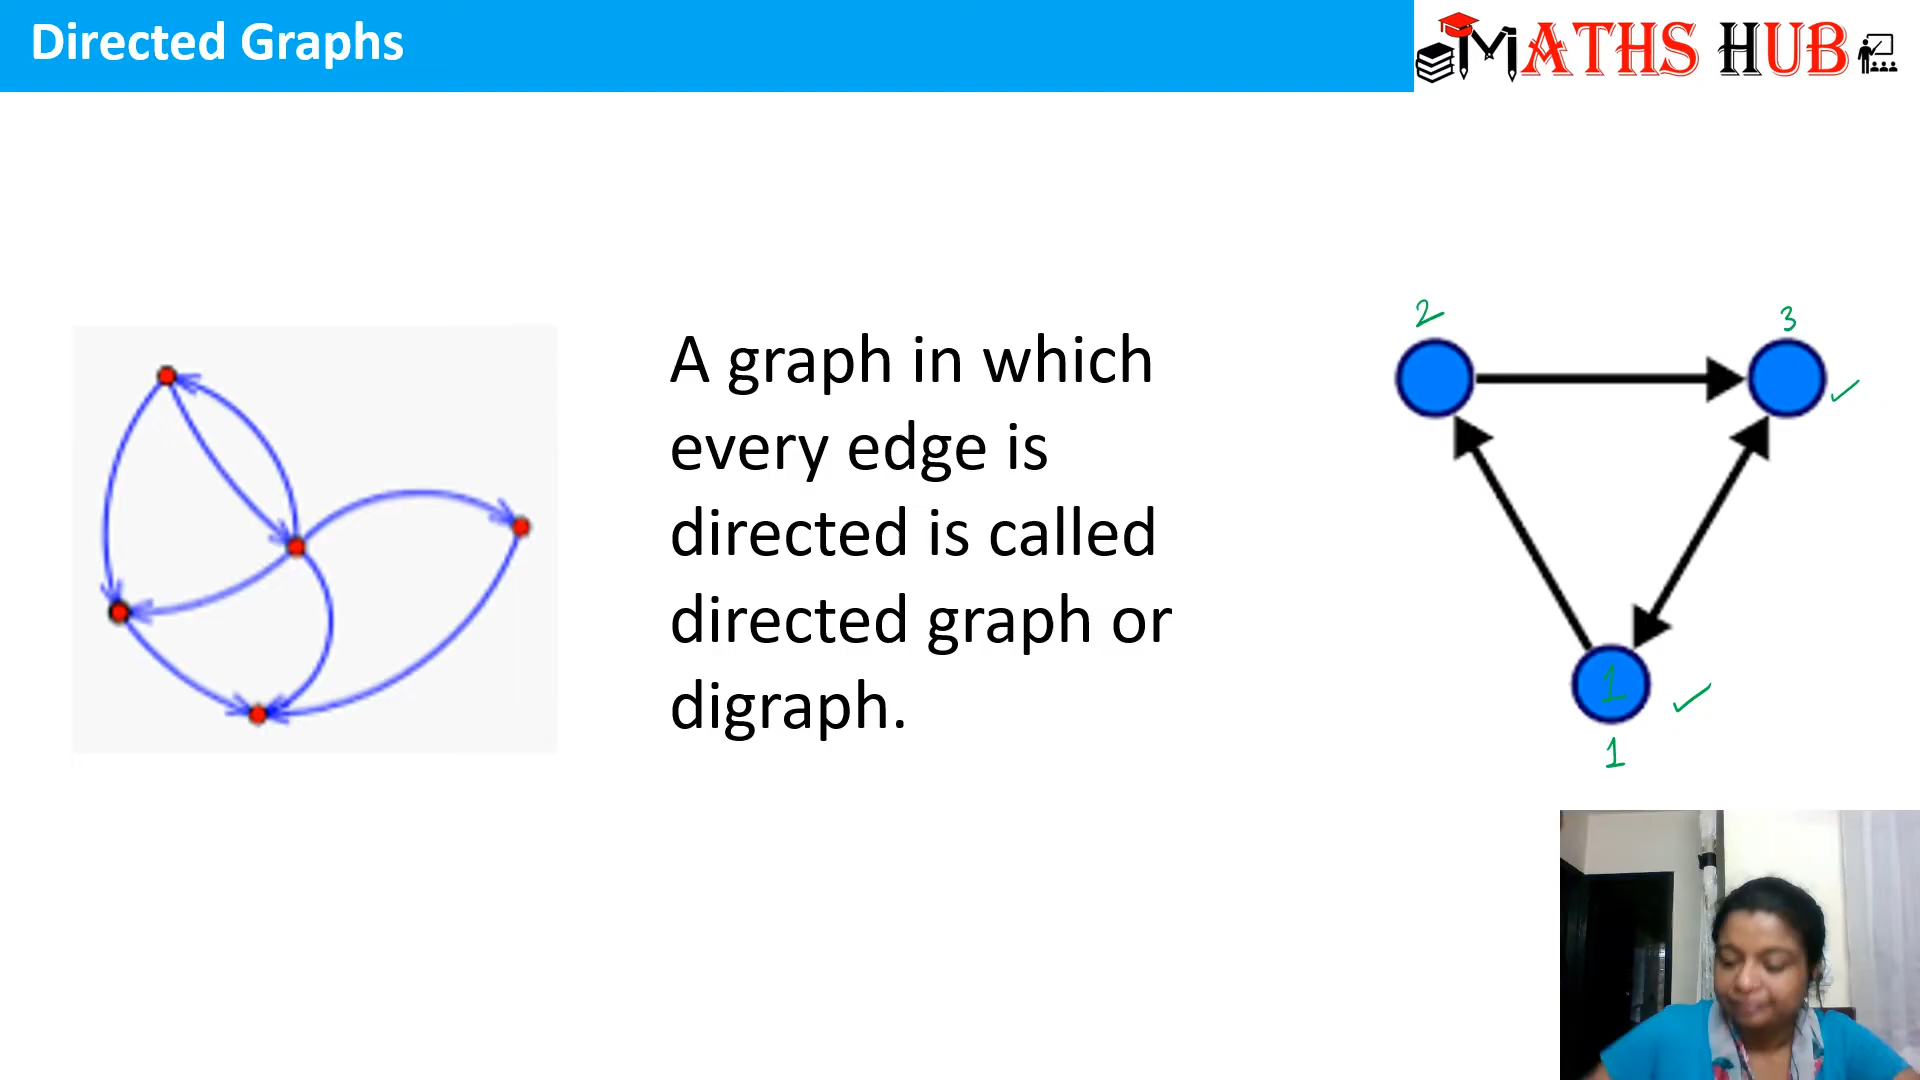 Directed Graphs
MATHS HUB
A graph in which
every edge is
directed is called
directed graph or
digraph.
2
3
1
1